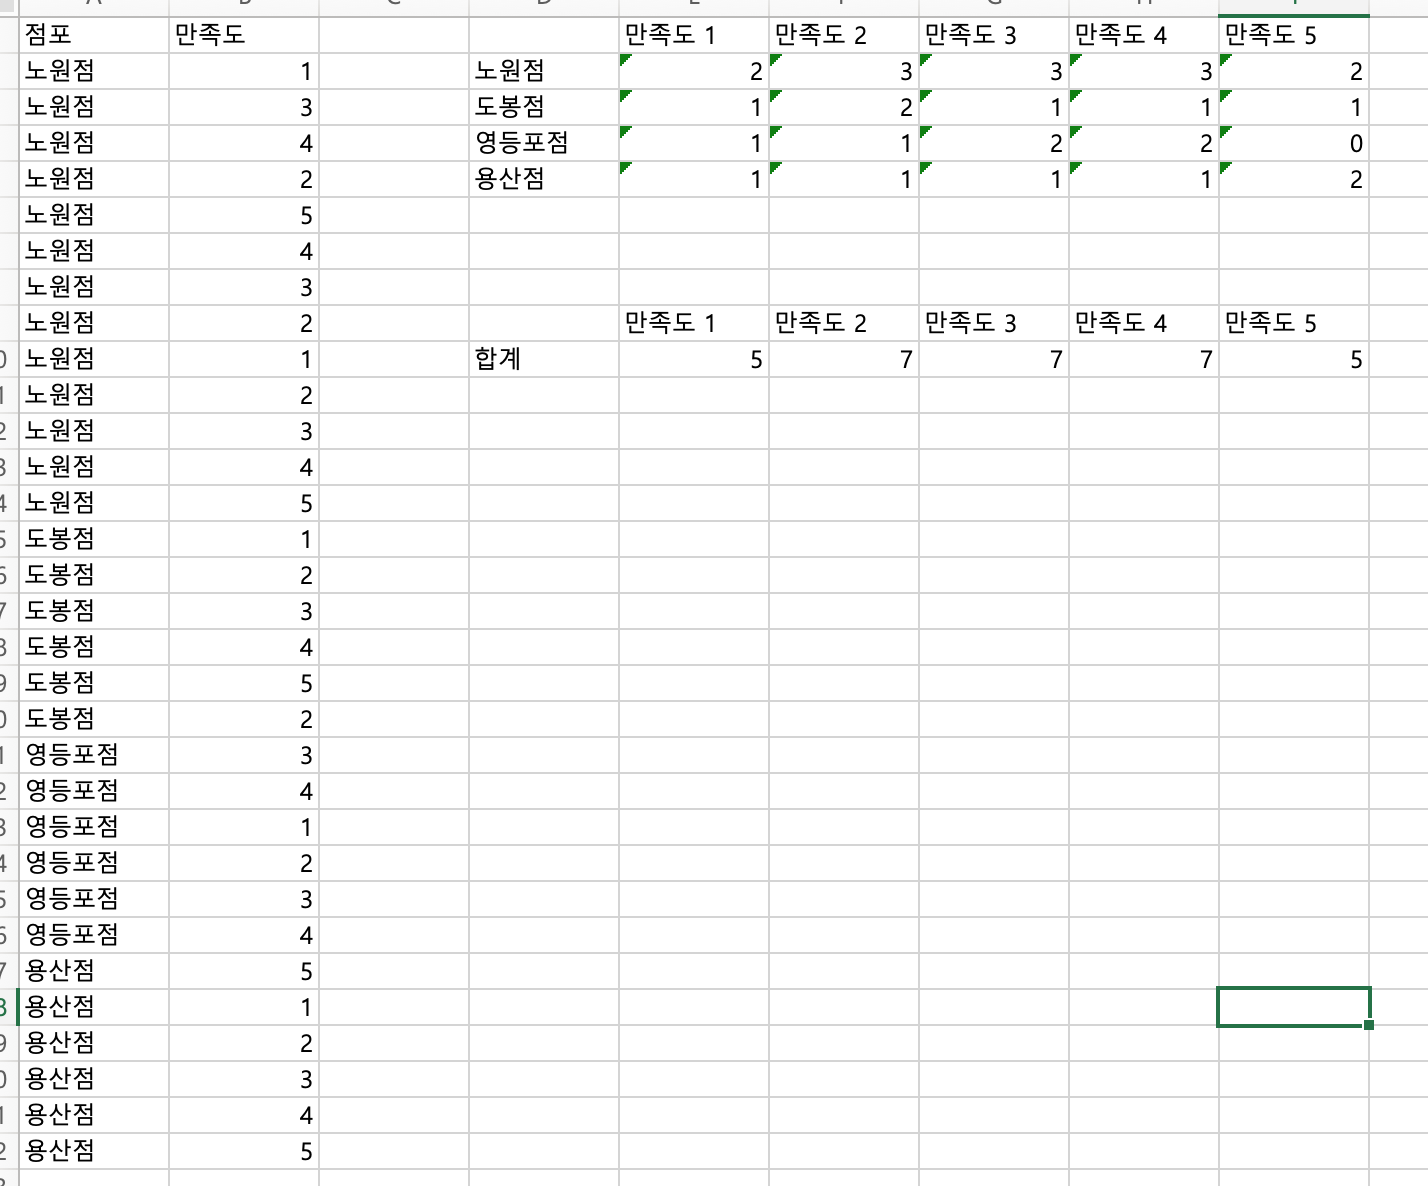 점포 만족도 만족도 1 만족도 2 만족도 3 만족도 4 만족도 5
노원점 1 노원점 2 3 3 3 2
노원점 3 도봉점 1 2 1 1 1
노원점 4 영등포점 1 1 2 2 0
노원점 2 용산점 1 1 1 1 2
노원점 5
노원점 4
노원점 3
노원점 2 만족도 1 만족도 2 만족도 3 만족도 4 만족도 5
노원점 1 합계 5 7 7 7 5
노원점 2
노원점 3
노원점 4
노원점 5
도봉점 1
도봉점 2
도봉점 3
도봉점 4
도봉점 5
도봉점 2
영등포점 3
영등포점 4
영등포점 1
영등포점 2
영등포점 3
영등포점 4
용산점 5
용산점 1
용산점 2
용산점 3
용산점 4
용산점 5